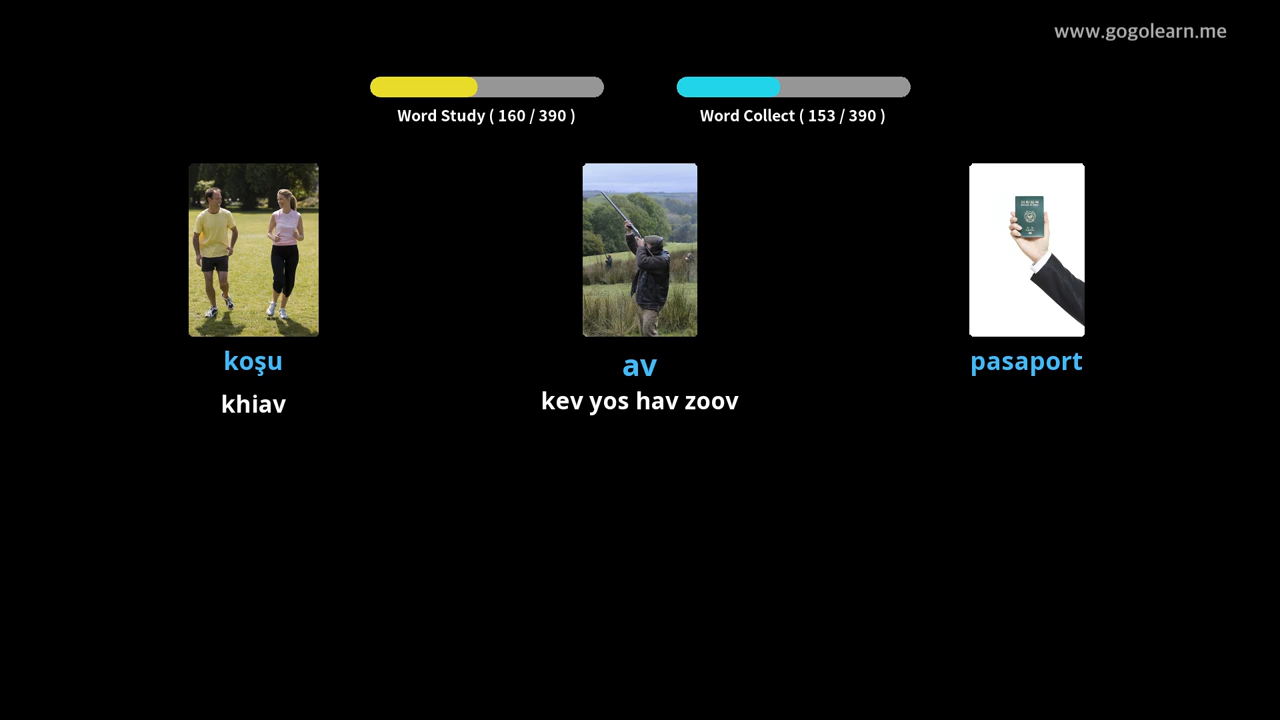 www.gogolearn.me
Word Study ( 160 / 390 )
Word Collect ( 153 / 390 )
koşu
khiav
av
kev yos hav zoov
pasaport